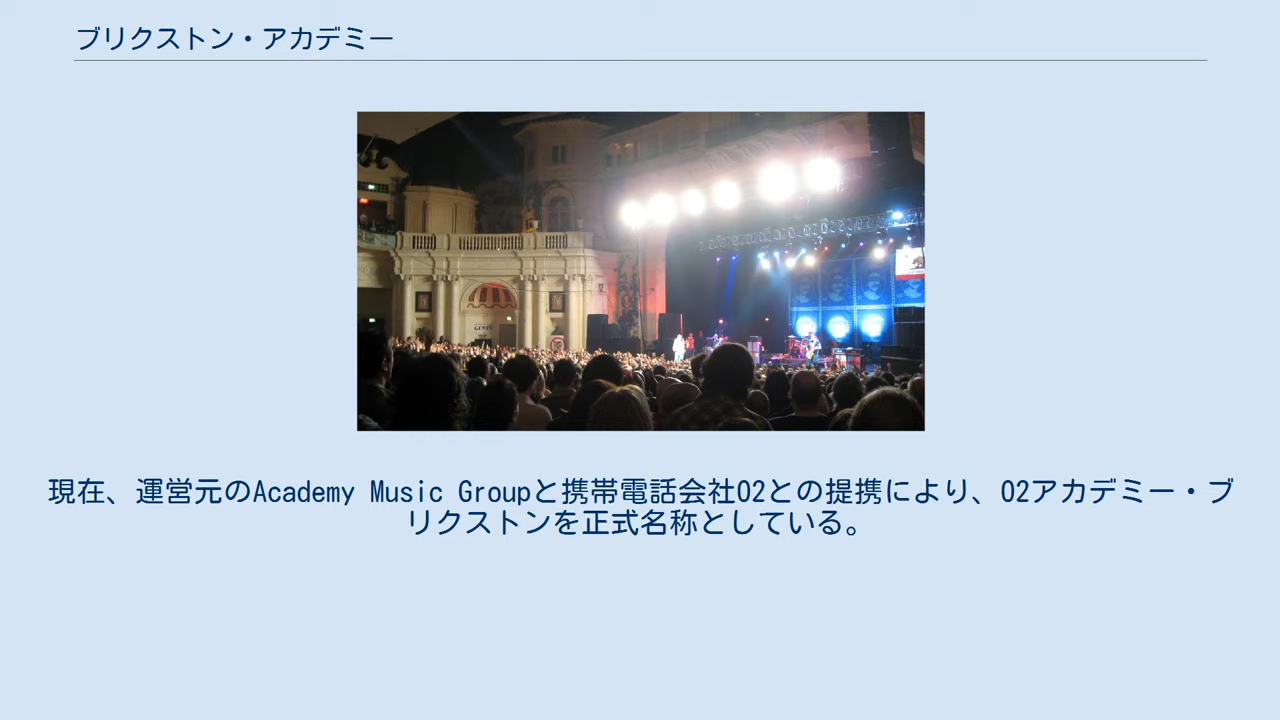 ブリクストン・アカデミー
現在、運営元のAcademy Music Groupと携帯電話会社O2との提携により、O2アカデミー・ブ
リクストンを正式名称としている。